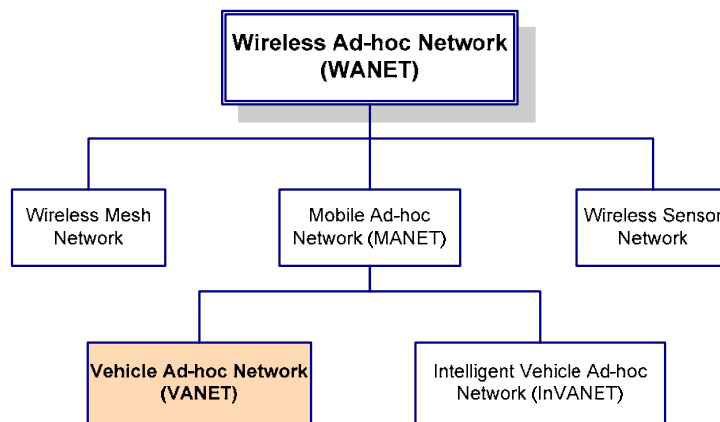 Wireless Ad-hoc Network
(WANET)
Wireless Mesh
Network
Mobile Ad-hoc
Network (MANET)
Wireless Sensor
Network
Vehicle Ad-hoc Network
(VANET)
Intelligent Vehicle Ad-hoc
Network (InVANET)